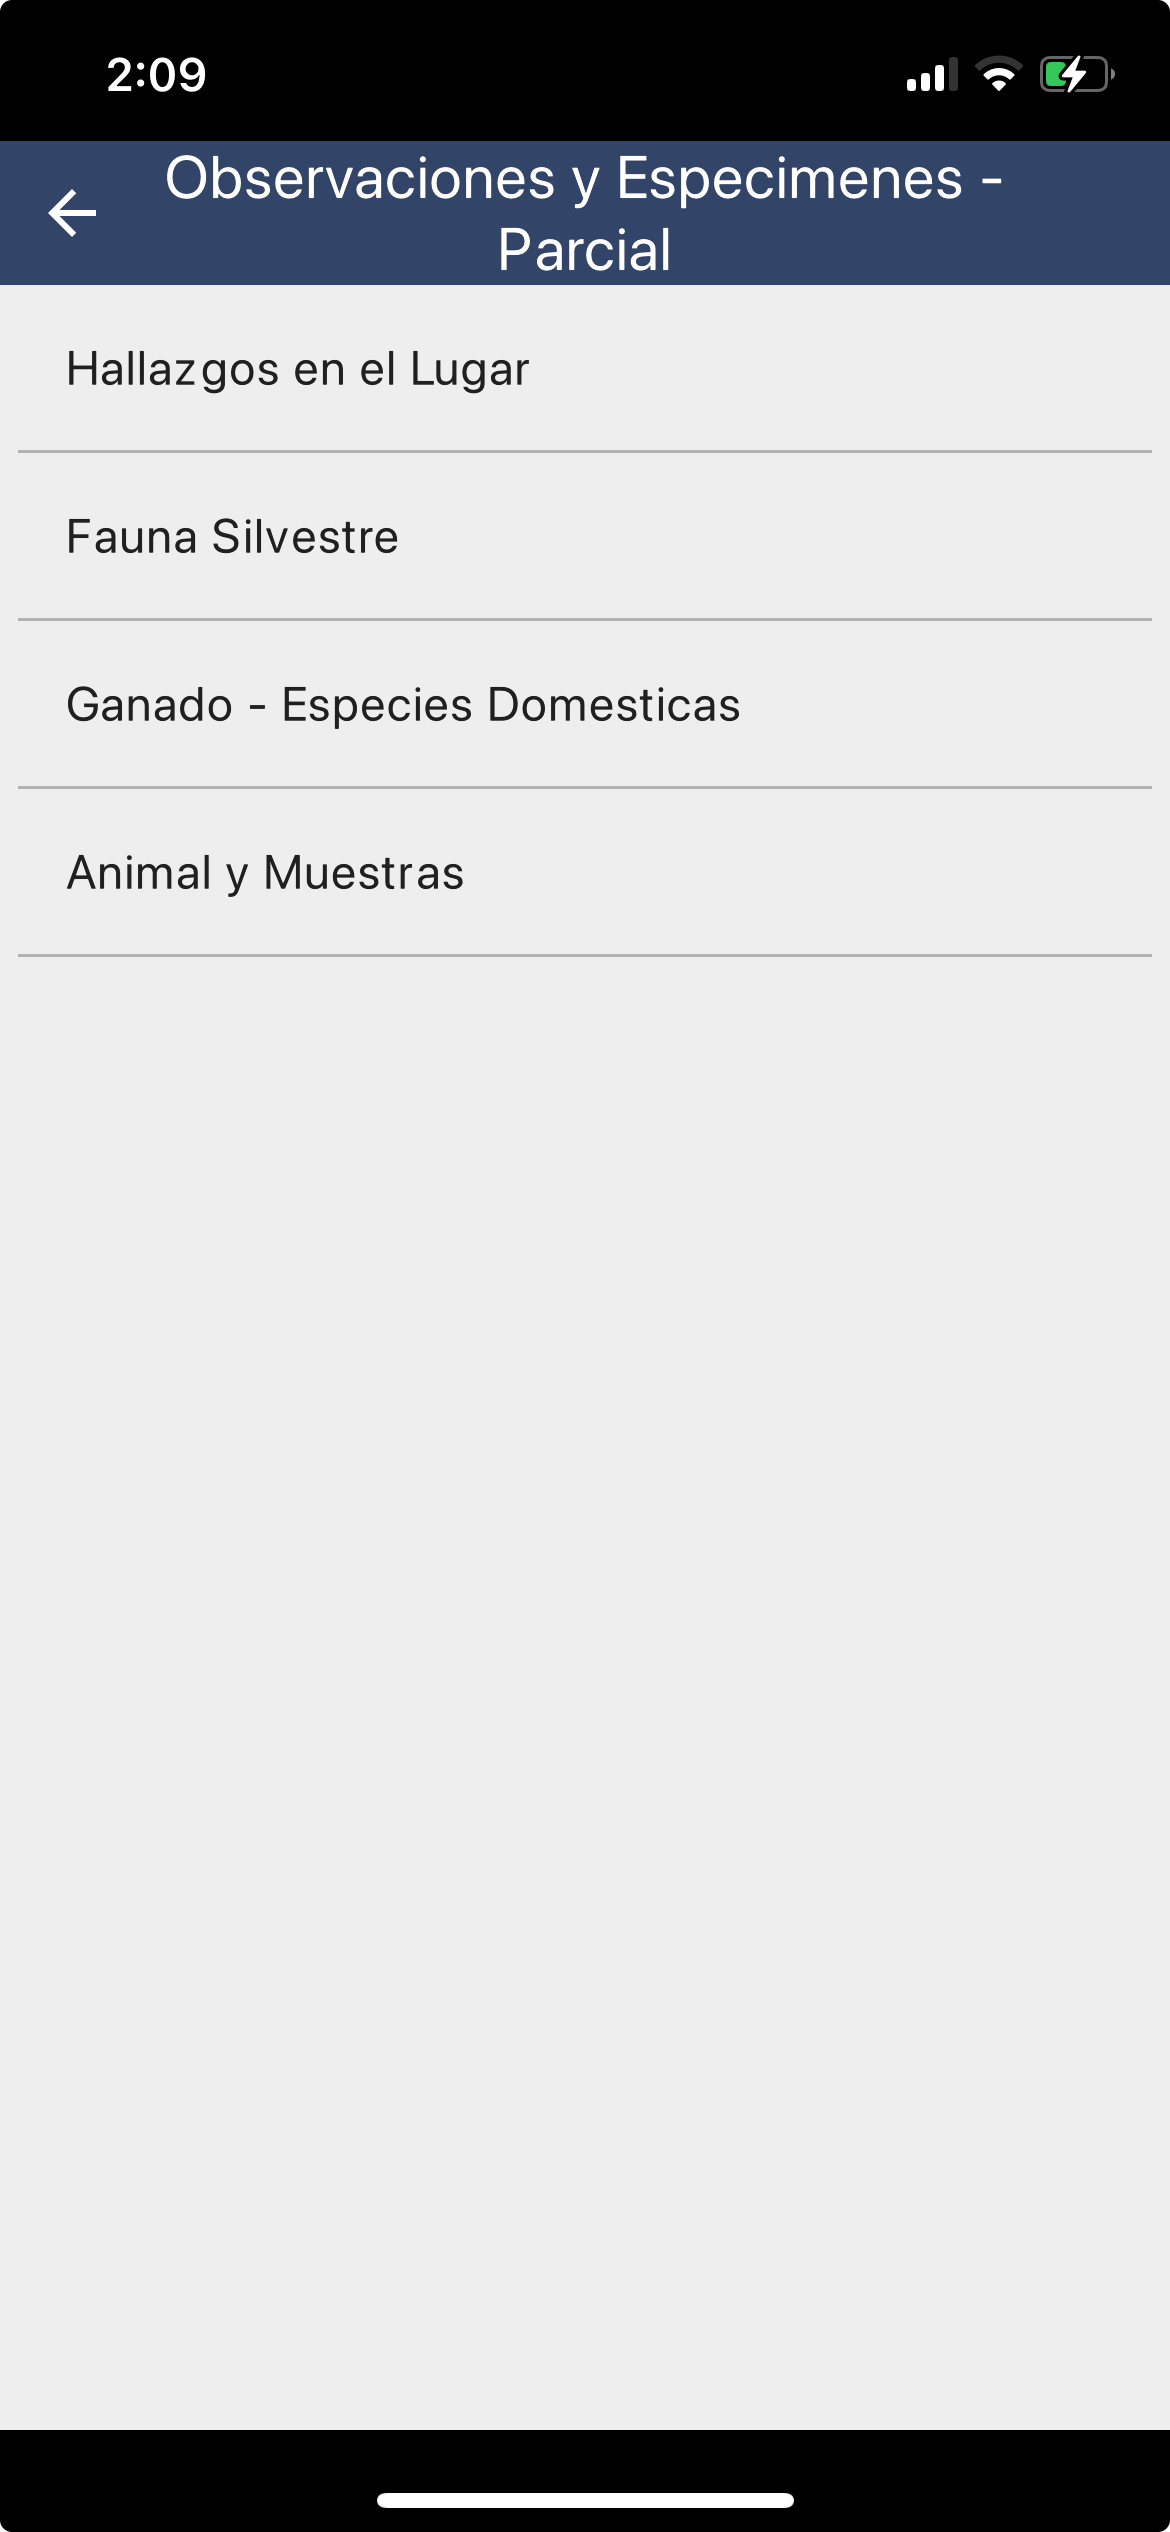 2:09
Observaciones y Especimenes -
Parcial
Hallazgos en el Lugar
Fauna Silvestre
Ganado - Especies Domesticas
Animal y Muestras